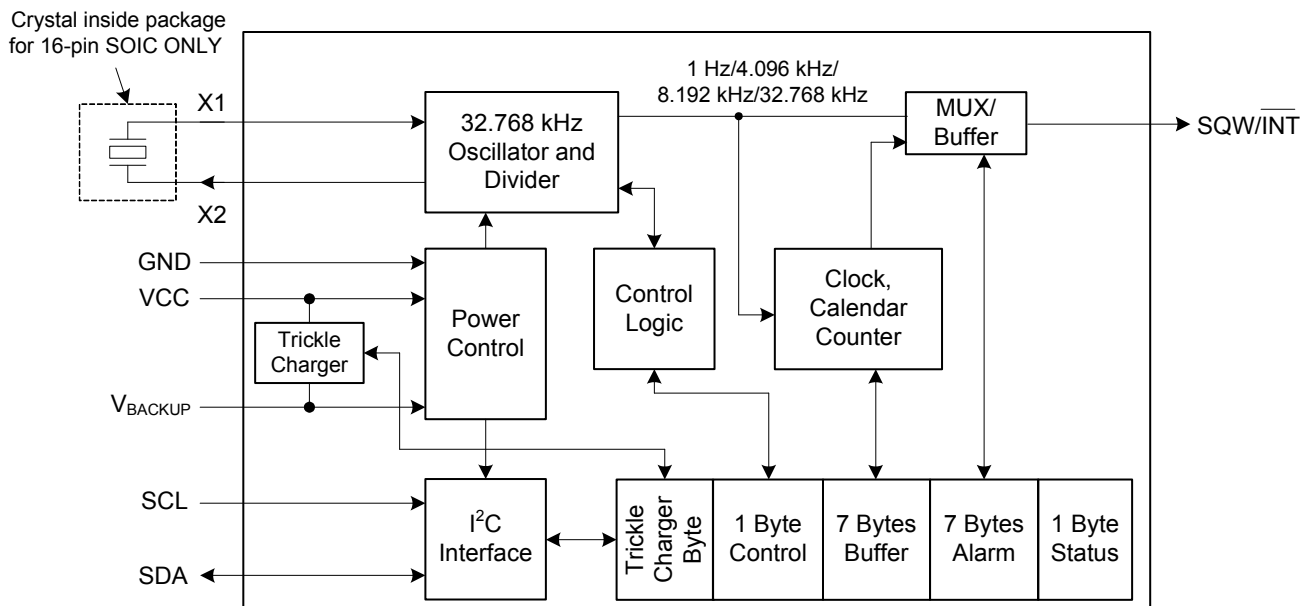 Crystal inside package
for 16-pin SOIC ONLY
X1
X2
1 Hz/4.096 kHz/
8.192 kHz/32.768 kHz
32.768 kHz
Oscillator and
Divider
MUX/
Buffer
SQW/INT
GND
VCC
Trickle
Charger
VBACKUP
Power
Control
Control
Logic
Clock,
Calendar
Counter
SCL
SDA
I²C
Interface
Trickle
Charger
Byte
1 Byte
Control
7 Bytes
Buffer
7 Bytes
Alarm
1 Byte
Status